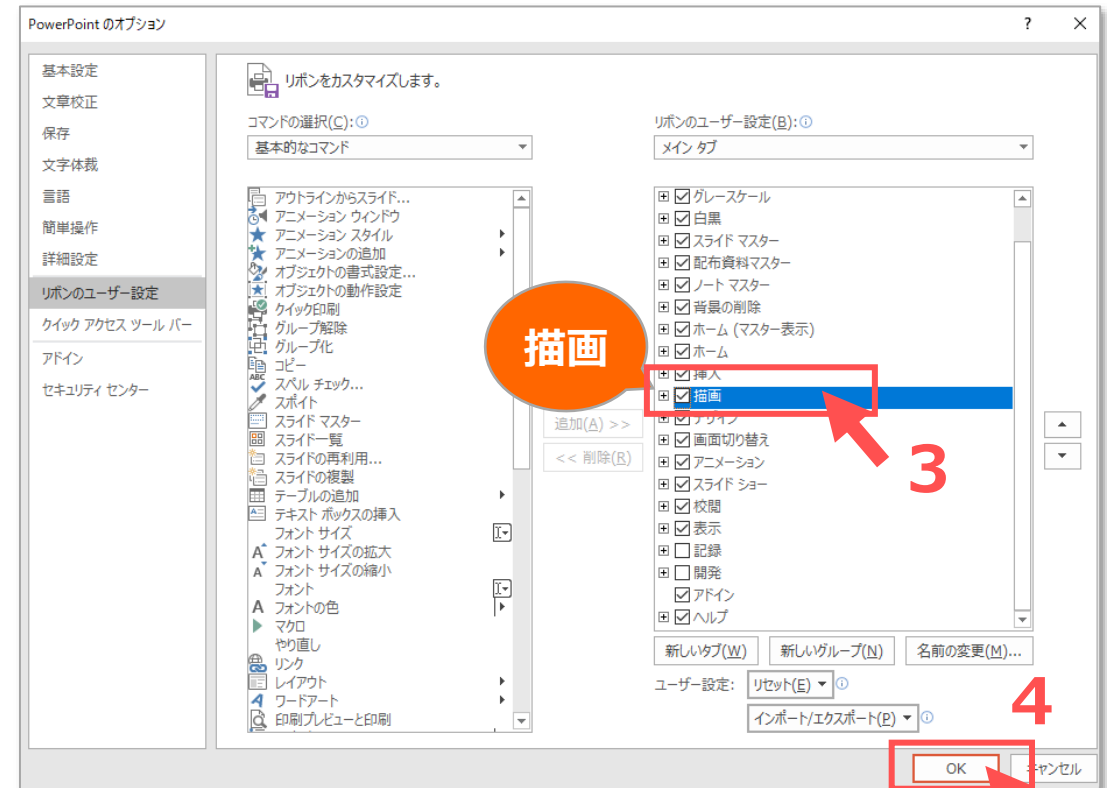 PowerPoint のオプション
?
基本設定
文章校正
保存
文字体裁
言語
簡単操作
詳細設定
リボンのユーザー設定
クイック アクセス ツール バー
アドイン
セキュリティ センター
リボンをカスタマイズします。
コマンドの選択(C):
基本的なコマンド
アウトラインからスライド...
アニメーション ウィンドウ
アニメーション スタイル
アニメーションの追加
オブジェクトの書式設定...
オブジェクトの動作設定
クイック印刷
グループ解除
グループ化
コピー
スペル チェック...
スポイト
スライド マスター
スライド一覧
スライドの再利用...
スライドの複製
テーブルの追加
テキスト ボックスの挿入
フォント サイズ
フォント サイズの拡大
フォント サイズの縮小
フォント
フォントの色
マクロ
やり直し
リンク
レイアウト
ワードアート
印刷プレビューと印刷
描画
追加(A) >>
<< 削除(R)
リボンのユーザー設定(B):
メイン タブ
グレースケール
白黒
スライド マスター
配布資料マスター
ノート マスター
背景の削除
ホーム (マスター表示)
ホーム
挿入
描画
デザイン
画面切り替え
アニメーション
スライド ショー
校閲
表示
記録
開発
アドイン
ヘルプ
3
新しいタブ(W)
新しいグループ(N)
名前の変更(M)...
ユーザー設定:
リセット(E)
インポート/エクスポート(P)
4
OK
キャンセル